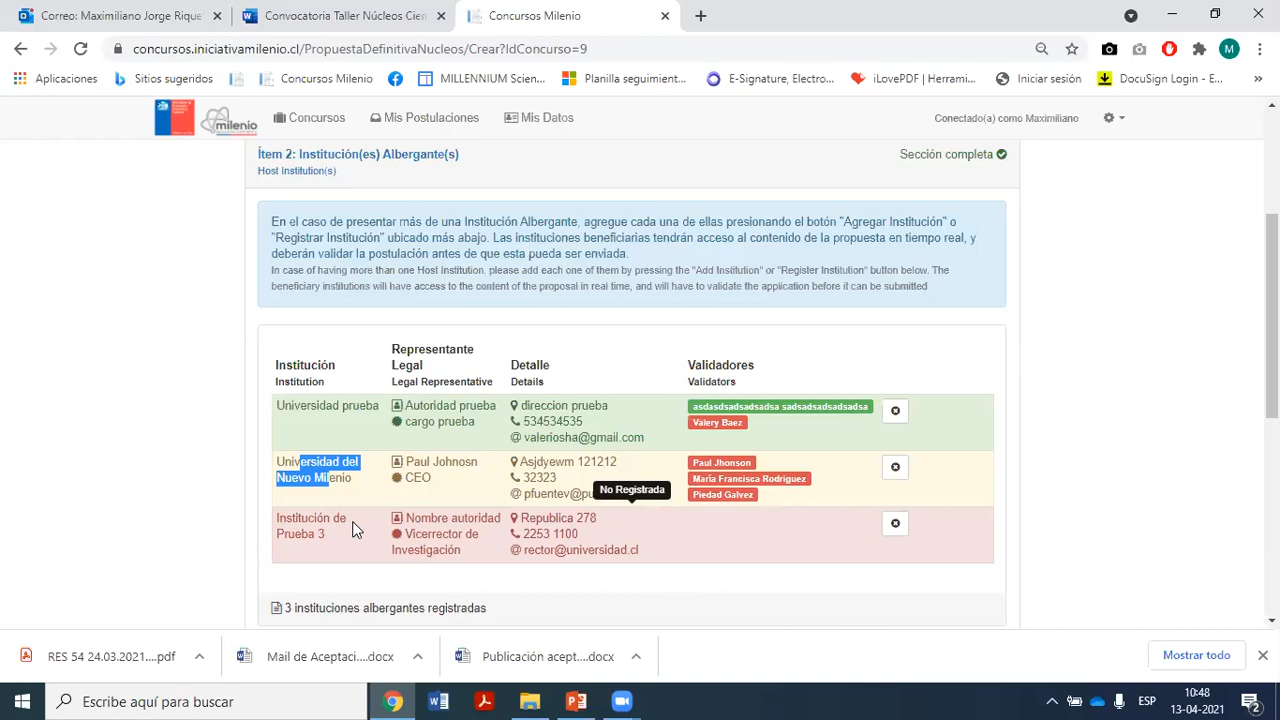 Correo: Maximiliano Jorge Rique
Convocatoria Taller Núcleos Cien
Concursos Milenio
concursos.iniciativamilenio.cl/PropuestaDefinitivaNucleos/Crear?IdConcurso=9
M
Aplicaciones
Sitios sugeridos
Concursos Milenio
MILLENNIUM Scien...
Planilla seguimient...
E-Signature, Electro...
iLovePDF | Herrami...
Iniciar sesión
DocuSign Login - E...
»
milenio
Concursos
Mis Postulaciones
Mis Datos
Conectado(a) como Maximiliano
Ítem 2: Institución(es) Albergante(s)
Sección completa
Host Institution(s)
En el caso de presentar más de una Institución Albergante, agregue cada una de ellas presionando el botón "Agregar Institución" o
"Registrar Institución" ubicado más abajo. Las instituciones beneficiarias tendrán acceso al contenido de la propuesta en tiempo real, y
deberán validar la postulación antes de que esta pueda ser enviada.
In case of having more than one Host Institution, please add each one of them by pressing the "Add Institution" or "Register Institution" button below. The
beneficiary institutions will have access to the content of the proposal in real time, and will have to validate the application before it can be submitted
Institución
Institution
Representante
Legal
Legal Representative
Detalle
Details
Validadores
Validators
Universidad prueba
Autoridad prueba
cargo prueba
direccion prueba
534534535
@ valeriosha@gmail.com
asdasdsadsadsadsa sadsadsadsadsadsa
Valery Baez
Universidad del
Nuevo Milenio
Paul Johnosn
CEO
Asjdyewm 121212
32323
@ pfuentev@pu
No Registrada
Paul Jhonson
María Francisca Rodríguez
Piedad Galvez
Institución de
Prueba 3
Nombre autoridad
Vicerrector de
Investigación
Republica 278
2253 1100
@ rector@universidad.cl
3 instituciones albergantes registradas
RES 54 24.03.2021....pdf
Mail de Aceptaci....docx
Publicación acept....docx
Mostrar todo
Escribe aquí para buscar
ESP
10:48
13-04-2021
2